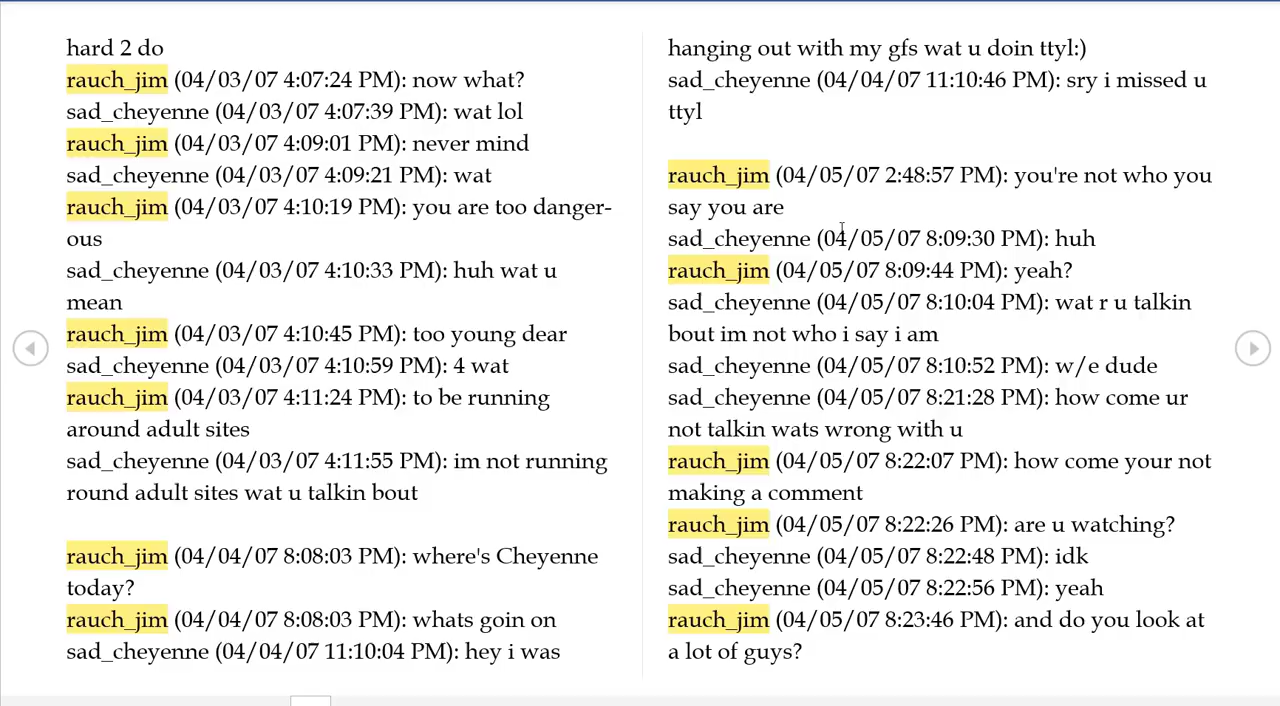 hard 2 do
rauch_jim (04/03/07 4:07:24 PM): now what?
sad_cheyenne (04/03/07 4:07:39 PM): wat lol
rauch_jim (04/03/07 4:09:01 PM): never mind
sad_cheyenne (04/03/07 4:09:21 PM): wat
rauch_jim (04/03/07 4:10:19 PM): you are too danger-
ous
sad_cheyenne (04/03/07 4:10:33 PM): huh wat u
mean
rauch_jim (04/03/07 4:10:45 PM): too young dear
sad_cheyenne (04/03/07 4:10:59 PM): 4 wat
rauch_jim (04/03/07 4:11:24 PM): to be running
around adult sites
sad_cheyenne (04/03/07 4:11:55 PM): im not running
round adult sites wat u talkin bout
rauch_jim (04/04/07 8:08:03 PM): where's Cheyenne
today?
rauch_jim (04/04/07 8:08:03 PM): whats goin on
sad_cheyenne (04/04/07 11:10:04 PM): hey i was
hanging out with my gfs wat u doin ttyl:)
sad_cheyenne (04/04/07 11:10:46 PM): sry i missed u
ttyl
rauch_jim (04/05/07 2:48:57 PM): you're not who you
say you are
sad_cheyenne (04/05/07 8:09:30 PM): huh
rauch_jim (04/05/07 8:09:44 PM): yeah?
sad_cheyenne (04/05/07 8:10:04 PM): wat r u talkin
bout im not who i say i am
sad_cheyenne (04/05/07 8:10:52 PM): w/e dude
sad_cheyenne (04/05/07 8:21:28 PM): how come ur
not talkin wats wrong with u
rauch_jim (04/05/07 8:22:07 PM): how come your not
making a comment
rauch_jim (04/05/07 8:22:26 PM): are u watching?
sad_cheyenne (04/05/07 8:22:48 PM): idk
sad_cheyenne (04/05/07 8:22:56 PM): yeah
rauch_jim (04/05/07 8:23:46 PM): and do you look at
a lot of guys?